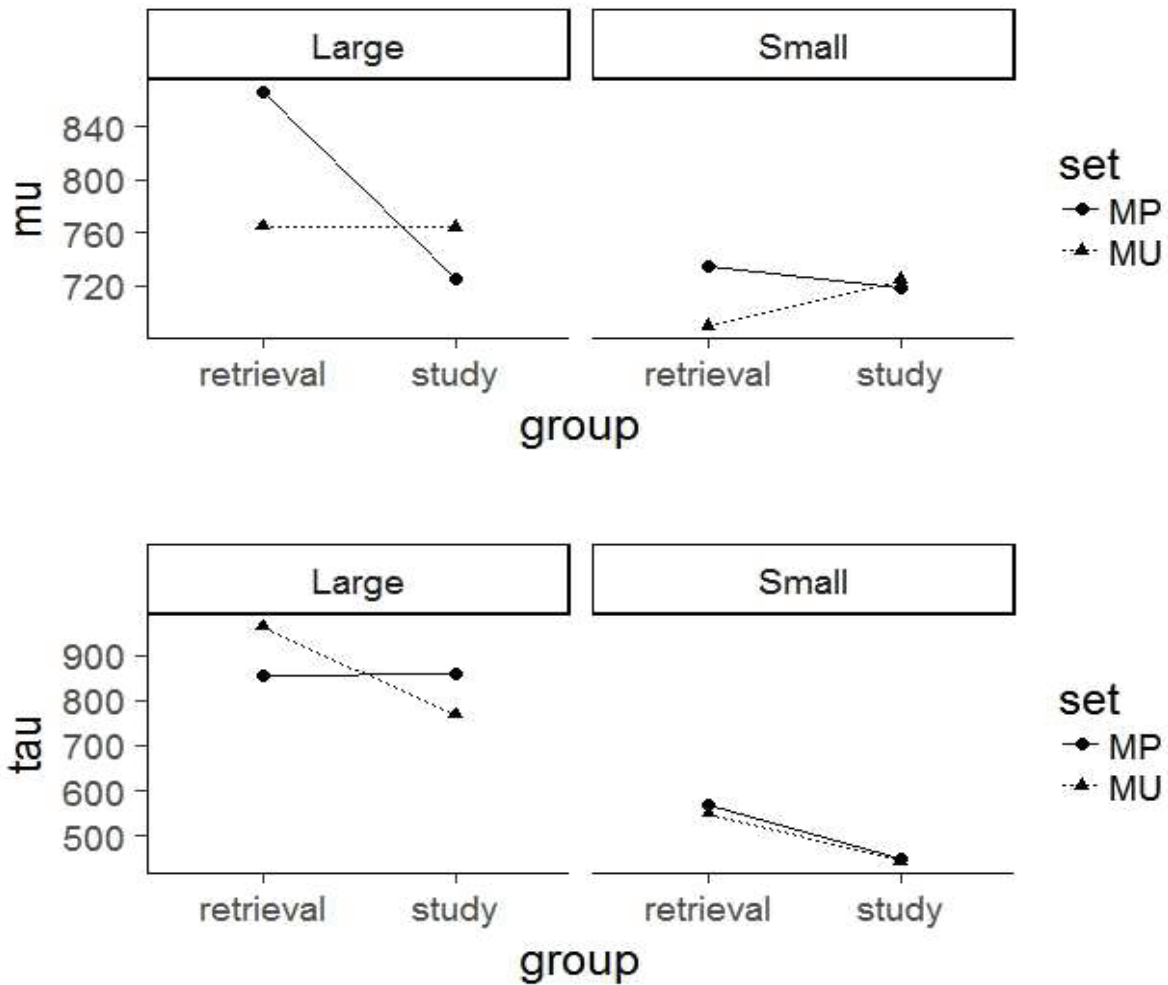 Large Small
840
800
760
720
mu
retrieval study retrieval study
group
set
MP
MU
Large Small
900
800
700
600
500
tau
retrieval study retrieval study
group
set
MP
MU